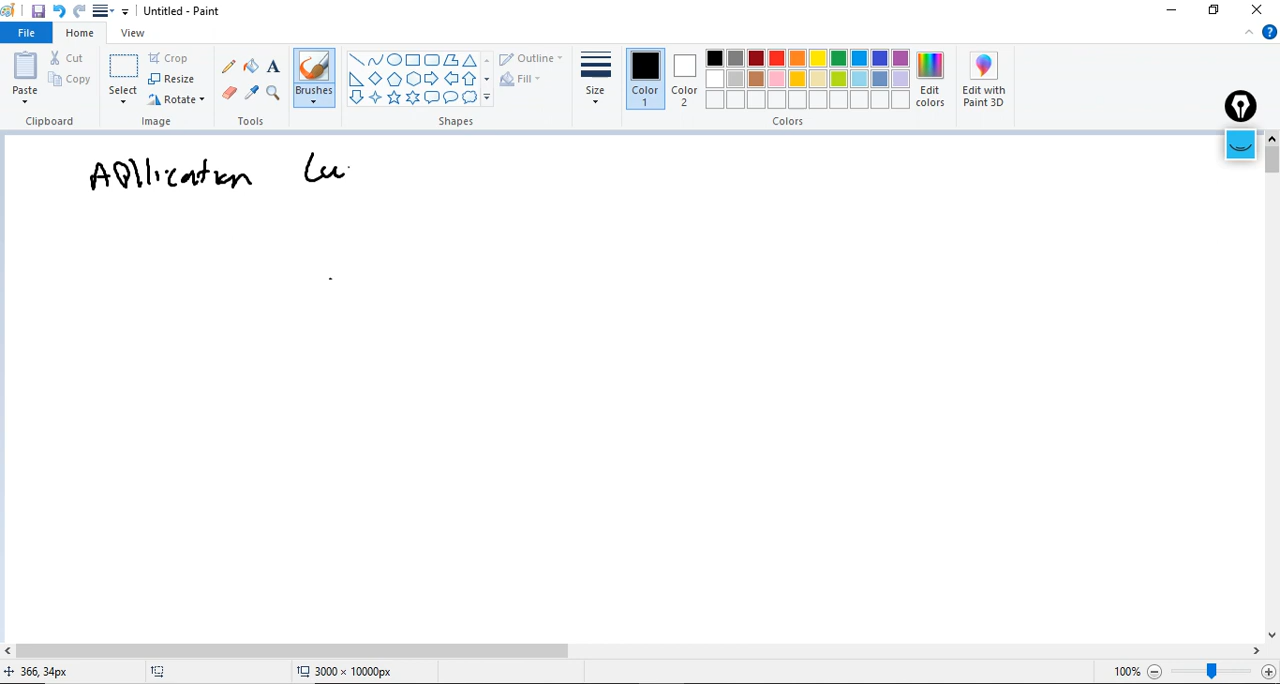 Untitled - Paint
File Home View
Paste Cut Copy Select Crop Resize Rotate Brushes Outline Fill Size Color 1 Color 2 Edit colors Edit with Paint 3D
Clipboard Image Tools Shapes Colors
Application
366, 34px 3000 × 10000px 100%